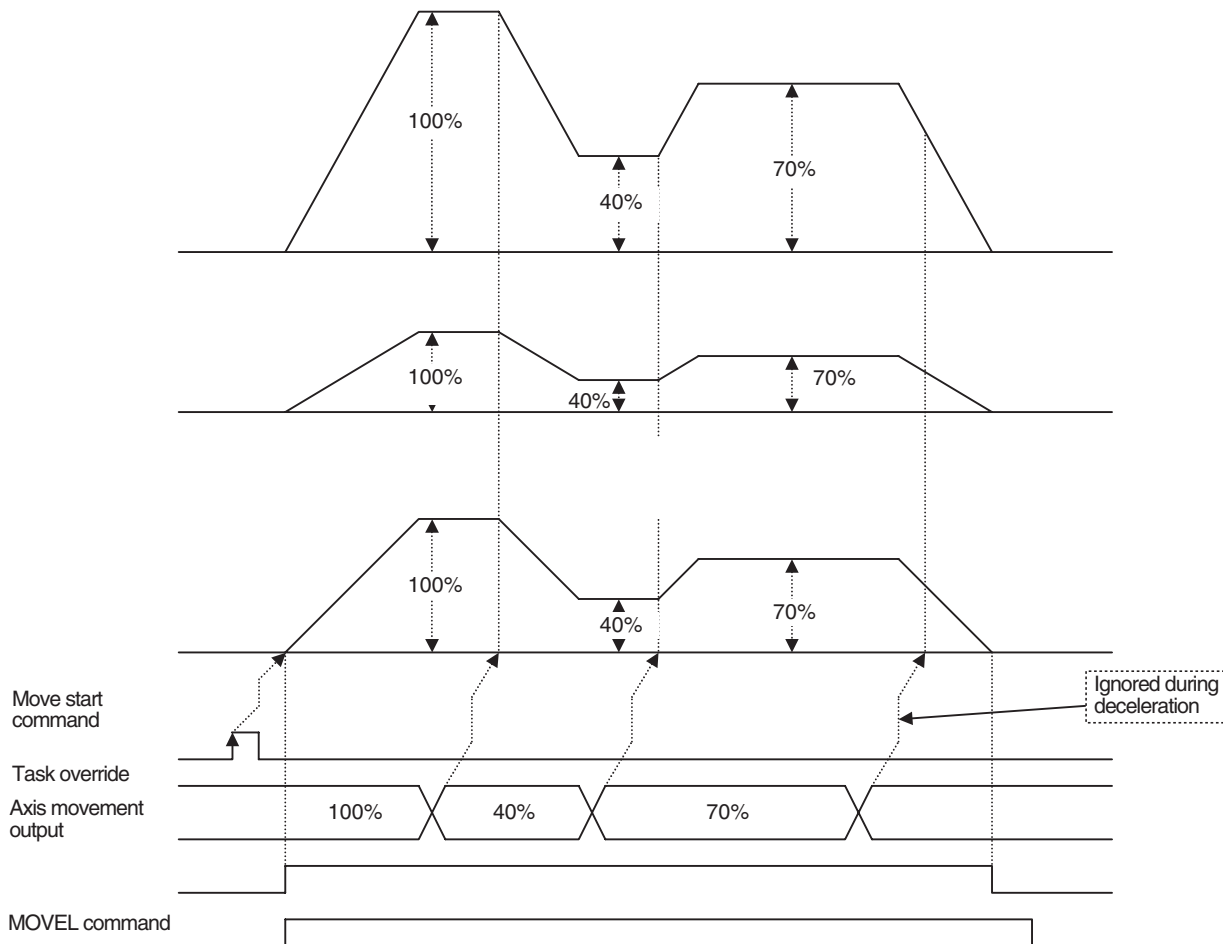 100%
40%
70%
100%
40%
70%
100%
40%
70%
Move start
command
Ignored during
deceleration
Task override
Axis movement
output
100%
40%
70%
MOVEL command